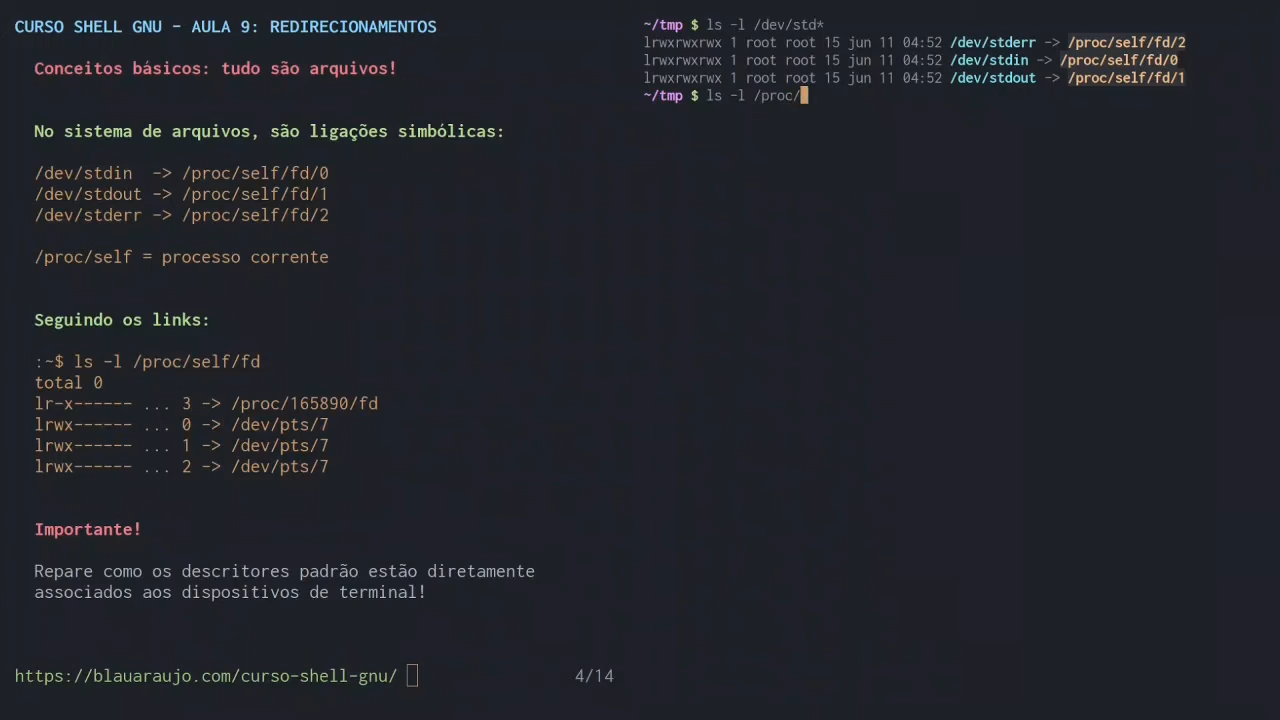 CURSO SHELL GNU - AULA 9: REDIRECIONAMENTOS
Conceitos básicos: tudo são arquivos!
No sistema de arquivos, são ligações simbólicas:
/dev/stdin -> /proc/self/fd/0
/dev/stdout -> /proc/self/fd/1
/dev/stderr -> /proc/self/fd/2
/proc/self = processo corrente
Seguindo os links:
:~$ ls -l /proc/self/fd
total 0
lr-x------ ... 3 -> /proc/165890/fd
lrwx------ ... 0 -> /dev/pts/7
lrwx------ ... 1 -> /dev/pts/7
lrwx------ ... 2 -> /dev/pts/7
Importante!
Repare como os descritores padrão estão diretamente
associados aos dispositivos de terminal!
https://blauaraujo.com/curso-shell-gnu/
4/14
~/tmp $ ls -l /dev/std*
lrwxrwxrwx 1 root root 15 jun 11 04:52 /dev/stderr -> /proc/self/fd/2
lrwxrwxrwx 1 root root 15 jun 11 04:52 /dev/stdin -> /proc/self/fd/0
lrwxrwxrwx 1 root root 15 jun 11 04:52 /dev/stdout -> /proc/self/fd/1
~/tmp $ ls -l /proc/